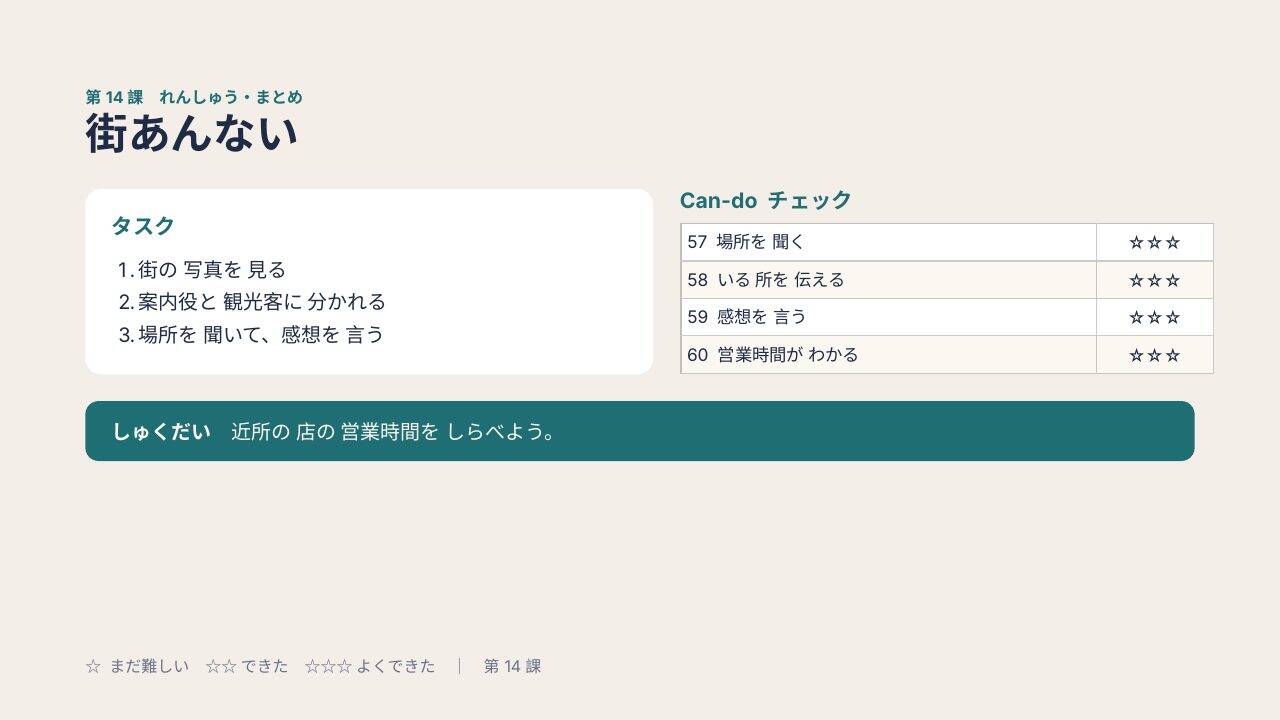 第 14 課　れんしゅう・まとめ
街あんない
タスク
1. 街の 写真を 見る
2. 案内役と 観光客に 分かれる
3. 場所を 聞いて、感想を 言う
Can-do チェック
57 場所を 聞く ☆☆☆
58 いる 所を 伝える ☆☆☆
59 感想を 言う ☆☆☆
60 営業時間が わかる ☆☆☆
しゅくだい　近所の 店の 営業時間を しらべよう。
☆ まだ難しい　☆☆ できた　☆☆☆ よくできた　｜　第 14 課